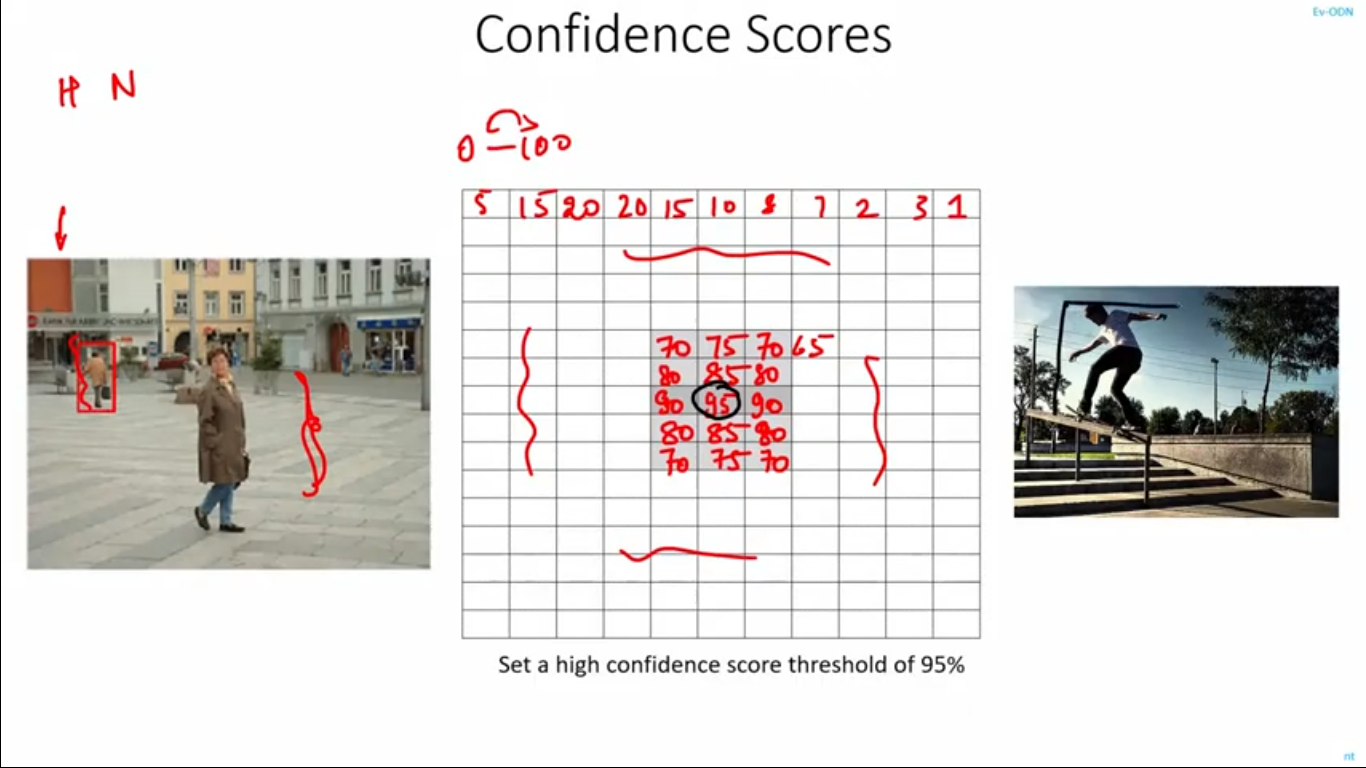 Ev-ODN
Confidence Scores
H N
0 – 100
5 15 20 20 15 10 8 7 2 3 1
70 75 70 65
80 85 80
90 95 90
80 85 80
70 75 70
Set a high confidence score threshold of 95%
nt